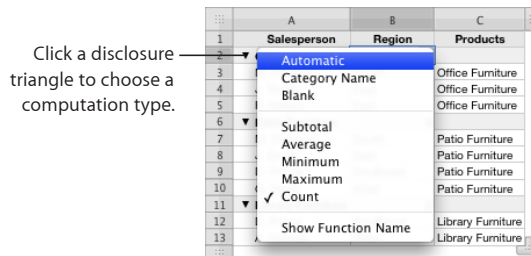 A B C
1 Salesperson Region Products
Click a disclosure
triangle to choose a
computation type.
2
Automatic
3 Category Name Office Furniture
4 Blank Office Furniture
5 Office Furniture
6 Subtotal
7 Average Patio Furniture
8 Minimum Patio Furniture
9 Maximum Patio Furniture
10 ✓ Count Patio Furniture
11
12 Show Function Name Library Furniture
13 Library Furniture